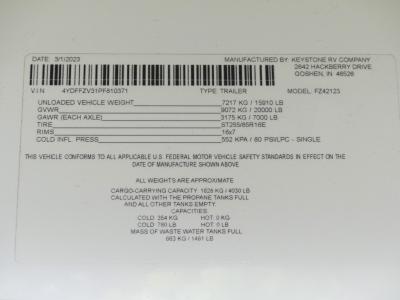 DATE: 3/1/2023 MANUFACTURED BY: KEYSTONE RV COMPANY
2642 HACKBERRY DRIVE
GOSHEN, IN 46526
VIN 4YDFFZV31PF810371 TYPE: TRAILER MODEL: FZ42123
UNLOADED VEHICLE WEIGHT 7217 KG / 15910 LB
GVWR 9072 KG / 20000 LB
GAWR (EACH AXLE) 3175 KG / 7000 LB
TIRE ST255/85R16E
RIMS 16x7
COLD INFL. PRESS 552 KPA / 80 PSI/LPC - SINGLE
THIS VEHICLE CONFORMS TO ALL APPLICABLE U.S. FEDERAL MOTOR VEHICLE SAFETY STANDARDS IN EFFECT ON THE
DATE OF MANUFACTURE SHOWN ABOVE.
ALL WEIGHTS ARE APPROXIMATE
CARGO-CARRYING CAPACITY: 1828 KG / 4030 LB
CALCULATED WITH THE PROPANE TANKS FULL
AND ALL OTHER TANKS EMPTY.
CAPACITIES
COLD: 354 KG HOT: 0 KG
COLD: 780 LB HOT: 0 LB
MASS OF WASTE WATER TANKS FULL
663 KG / 1461 LB